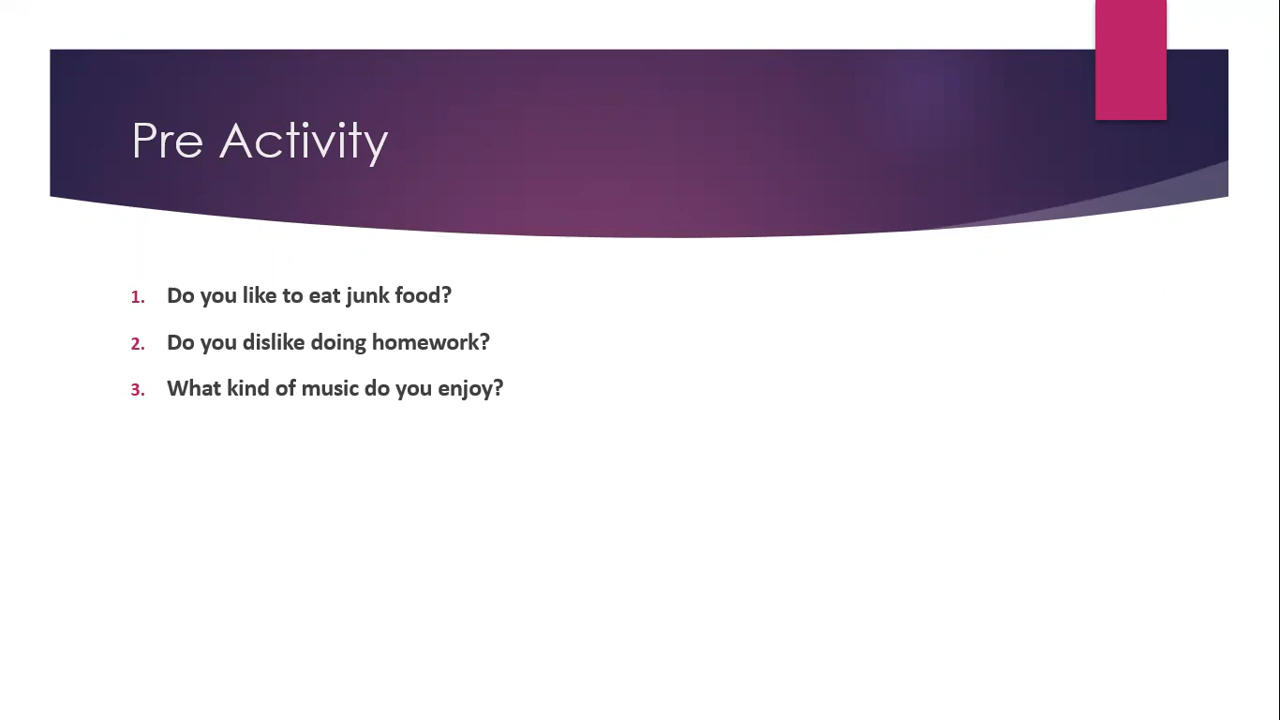 Pre Activity
1. Do you like to eat junk food?
2. Do you dislike doing homework?
3. What kind of music do you enjoy?